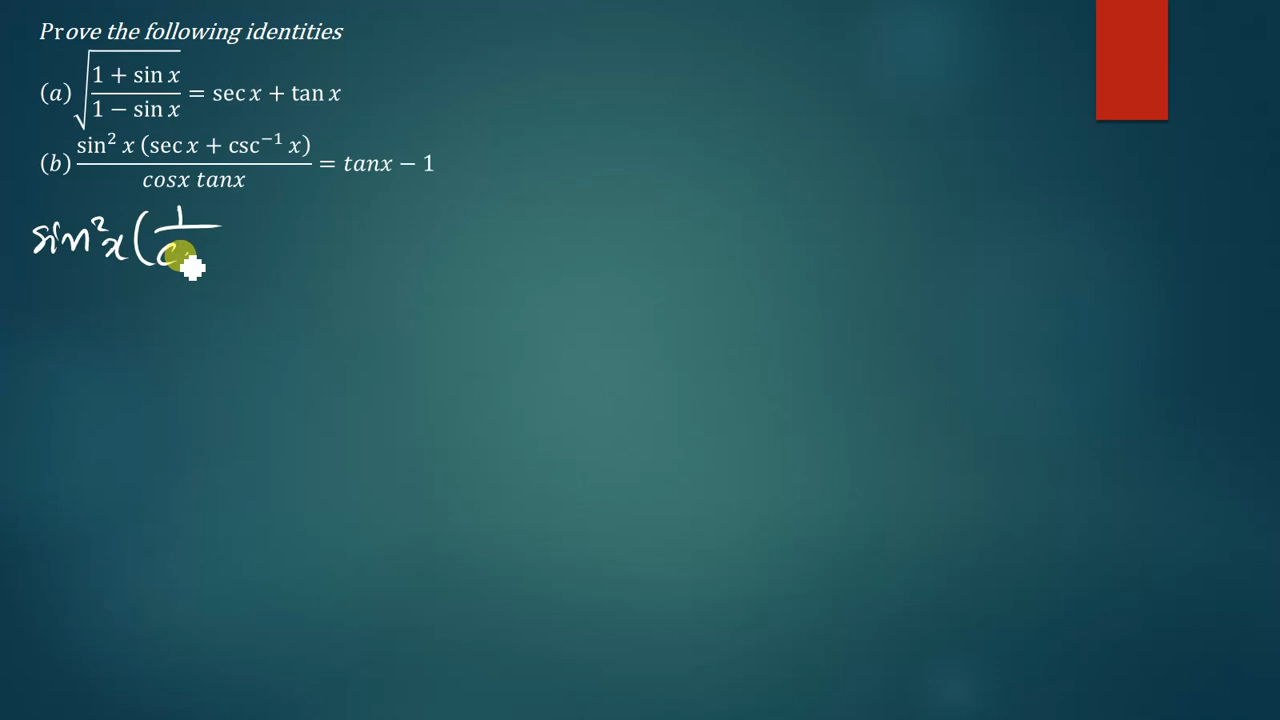 Prove the following identities
(a) √((1 + sin x)/(1 − sin x)) = sec x + tan x
(b) (sin² x (sec x + csc⁻¹ x))/(cosx tanx) = tanx − 1
sin²x (1/